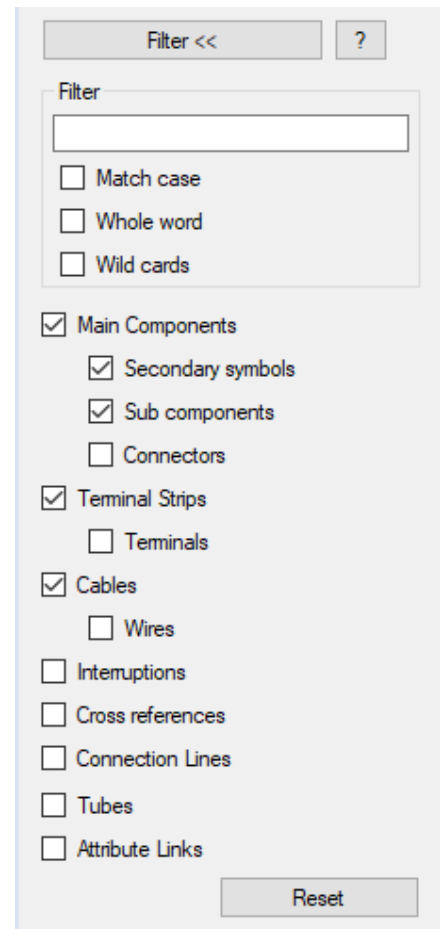 Filter <<
?
Filter
Match case
Whole word
Wild cards
Main Components
Secondary symbols
Sub components
Connectors
Terminal Strips
Terminals
Cables
Wires
Interruptions
Cross references
Connection Lines
Tubes
Attribute Links
Reset